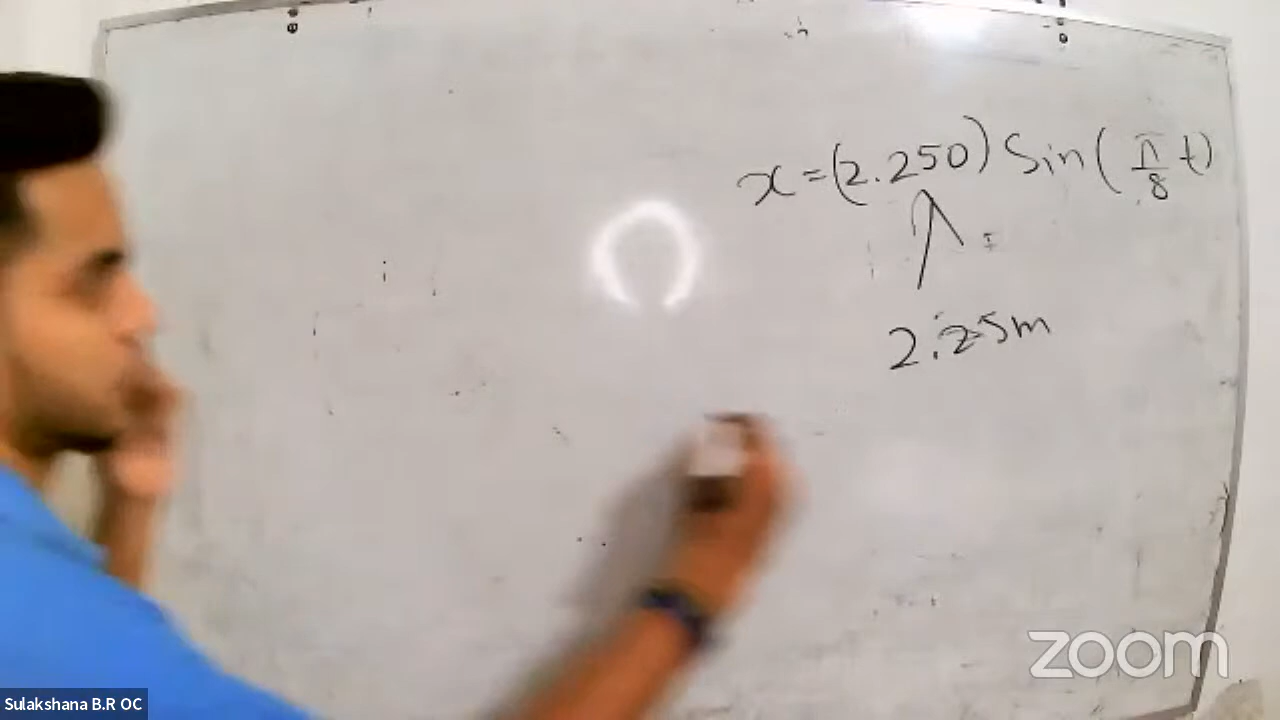 x=(2.250) Sin(π/8 t)
2.25m
zoom
Sulakshana B.R OC